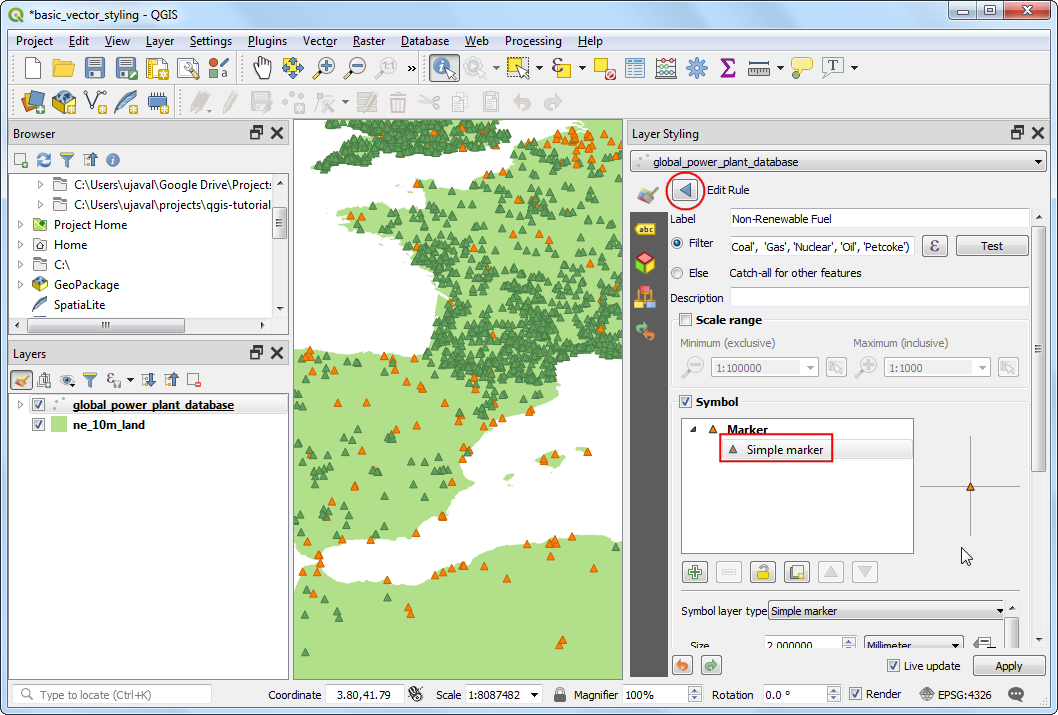 *basic_vector_styling - QGIS
Project Edit View Layer Settings Plugins Vector Raster Database Web Processing Help
1:1
»
T
Browser
C:\Users\ujaval\Google Drive\Projects
C:\Users\ujaval\projects\qgis-tutorial
Project Home
Home
C:\
GeoPackage
SpatiaLite
Layers
global_power_plant_database
ne_10m_land
Layer Styling
global_power_plant_database
Edit Rule
abc
Label Non-Renewable Fuel
Filter Coal', 'Gas', 'Nuclear', 'Oil', 'Petcoke') ε Test
Else Catch-all for other features
Description
Scale range
Minimum (exclusive) Maximum (inclusive)
1:100000 1:1000
Symbol
Marker
Simple marker
Symbol layer type Simple marker
Size 2.000000 Millimeter
Live update Apply
Type to locate (Ctrl+K) Coordinate 3.80,41.79 Scale 1:8087482 Magnifier 100% Rotation 0.0 ° Render EPSG:4326